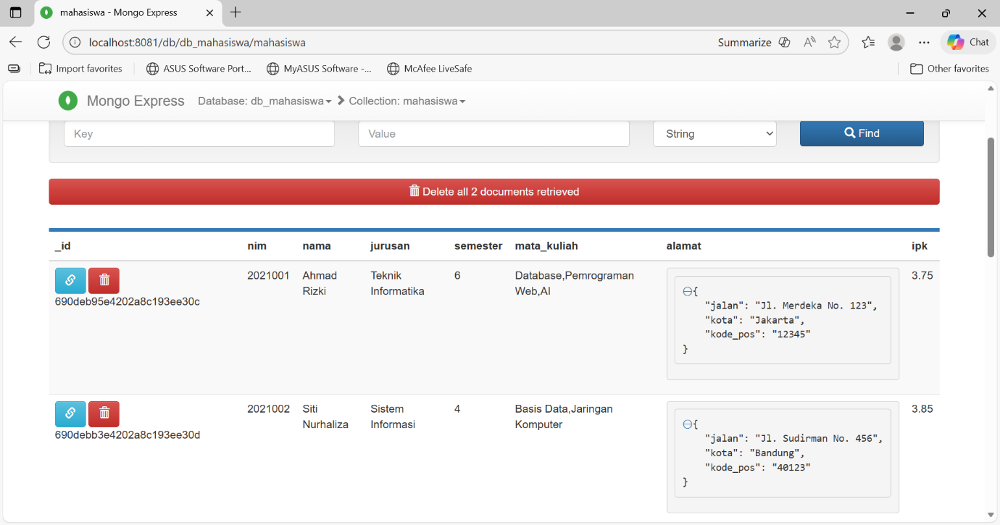 mahasiswa - Mongo Express
localhost:8081/db/db_mahasiswa/mahasiswa
Summarize
Chat
Import favorites
ASUS Software Port...
MyASUS Software -...
McAfee LiveSafe
Other favorites
Mongo Express
Database: db_mahasiswa
Collection: mahasiswa
Key
Value
String
Find
Delete all 2 documents retrieved
_id nim nama jurusan semester mata_kuliah alamat ipk
690deb95e4202a8c193ee30c
2021001
Ahmad
Rizki
Teknik
Informatika
6
Database,Pemrograman
Web,AI
{
"jalan": "Jl. Merdeka No. 123",
"kota": "Jakarta",
"kode_pos": "12345"
}
3.75
690debb3e4202a8c193ee30d
2021002
Siti
Nurhaliza
Sistem
Informasi
4
Basis Data,Jaringan
Komputer
{
"jalan": "Jl. Sudirman No. 456",
"kota": "Bandung",
"kode_pos": "40123"
}
3.85